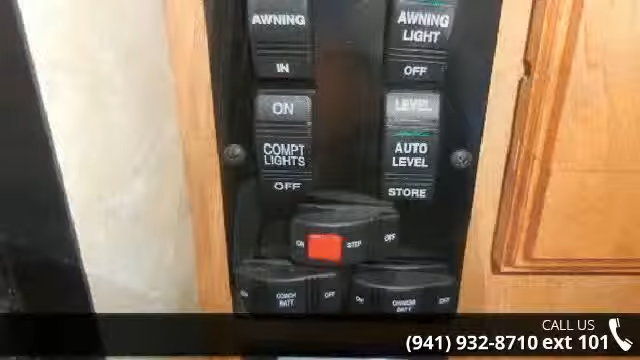 AWNING
IN
AWNING
LIGHT
OFF
ON
COMPT
LIGHTS
OFF
LEVEL
AUTO
LEVEL
STORE
ON STEP OFF
ON COACH BATT OFF
ON CHASSIS BATT OFF
CALL US
(941) 932-8710 ext 101